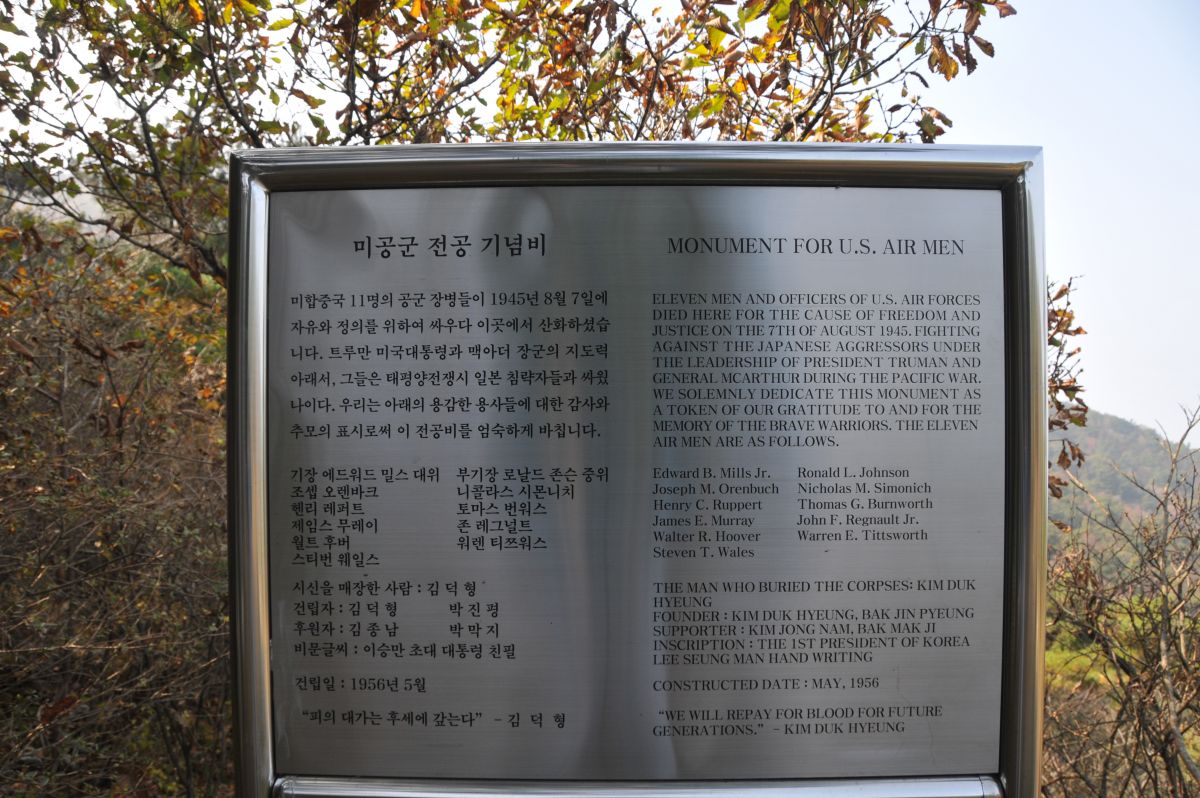 미공군 전공 기념비
미합중국 11명의 공군 장병들이 1945년 8월 7일에
자유와 정의를 위하여 싸우다 이곳에서 산화하셨습
니다. 트루만 미국대통령과 맥아더 장군의 지도력
아래서, 그들은 태평양전쟁시 일본 침략자들과 싸웠
나이다. 우리는 아래의 용감한 용사들에 대한 감사와
추모의 표시로써 이 전공비를 엄숙하게 바칩니다.
기장 에드워드 밀스 대위 부기장 로날드 존슨 중위
조셉 오렌바크 니콜라스 시몬니치
헨리 레퍼트 토마스 번워스
제임스 무레이 존 레그널트
월트 후버 워렌 티쯔워스
스티번 웨일스
시신을 매장한 사람 : 김 덕 형
건립자 : 김 덕 형 박 진 평
후원자 : 김 종 남 박 막 지
비문글씨 : 이승만 초대 대통령 친필
건립일 : 1956년 5월
“피의 대가는 후세에 갚는다” - 김 덕 형
MONUMENT FOR U.S. AIR MEN
ELEVEN MEN AND OFFICERS OF U.S. AIR FORCES
DIED HERE FOR THE CAUSE OF FREEDOM AND
JUSTICE ON THE 7TH OF AUGUST 1945. FIGHTING
AGAINST THE JAPANESE AGGRESSORS UNDER
THE LEADERSHIP OF PRESIDENT TRUMAN AND
GENERAL MCARTHUR DURING THE PACIFIC WAR.
WE SOLEMNLY DEDICATE THIS MONUMENT AS
A TOKEN OF OUR GRATITUDE TO AND FOR THE
MEMORY OF THE BRAVE WARRIORS. THE ELEVEN
AIR MEN ARE AS FOLLOWS.
Edward B. Mills Jr. Ronald L. Johnson
Joseph M. Orenbuch Nicholas M. Simonich
Henry C. Ruppert Thomas G. Burnworth
James E. Murray John F. Regnault Jr.
Walter R. Hoover Warren E. Tittsworth
Steven T. Wales
THE MAN WHO BURIED THE CORPSES: KIM DUK
HYEUNG
FOUNDER : KIM DUK HYEUNG, BAK JIN PYEUNG
SUPPORTER : KIM JONG NAM, BAK MAK JI
INSCRIPTION : THE 1ST PRESIDENT OF KOREA
LEE SEUNG MAN HAND WRITING
CONSTRUCTED DATE : MAY, 1956
“WE WILL REPAY FOR BLOOD FOR FUTURE
GENERATIONS.” - KIM DUK HYEUNG